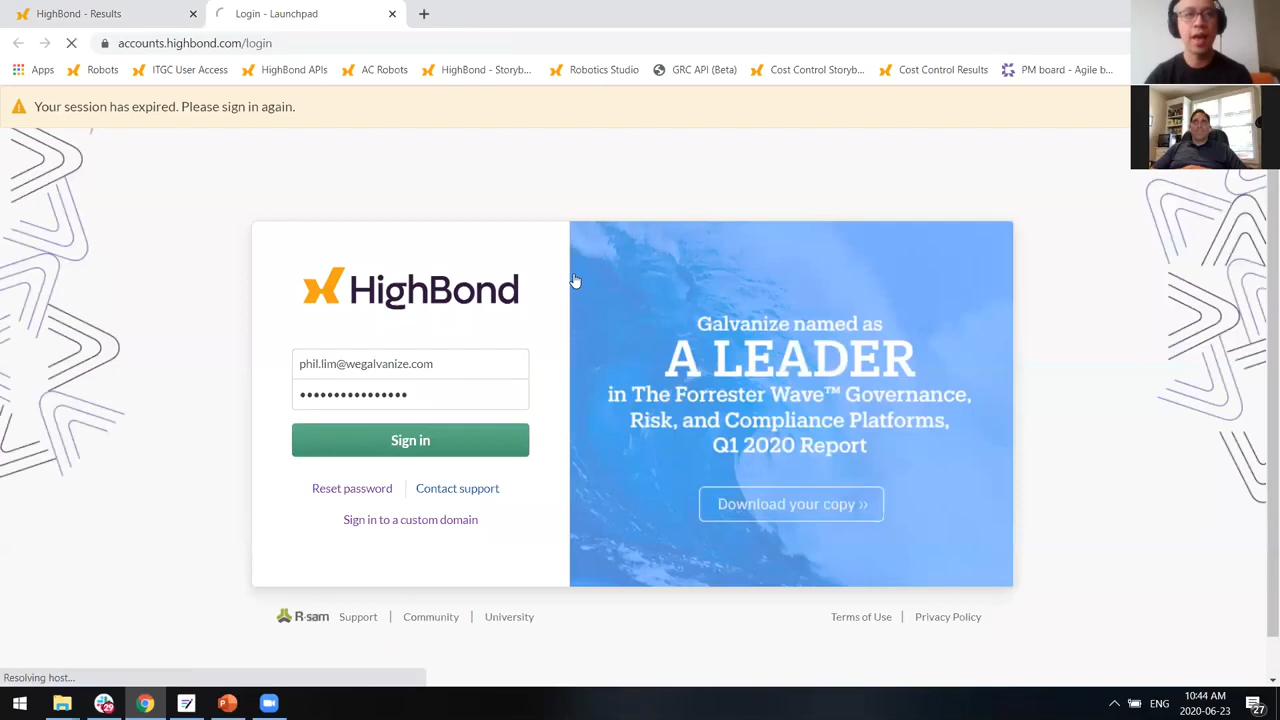 HighBond - Results
Login - Launchpad
accounts.highbond.com/login
Apps
Robots
ITGC User Access
HighBond APIs
AC Robots
HighBond - Storyb...
Robotics Studio
GRC API (Beta)
Cost Control Storyb...
Cost Control Results
PM board - Agile b...
Your session has expired. Please sign in again.
HighBond
phil.lim@wegalvanize.com
••••••••••••••••
Sign in
Reset password
Contact support
Sign in to a custom domain
Galvanize named as
A LEADER
in The Forrester Wave™ Governance,
Risk, and Compliance Platforms,
Q1 2020 Report
Download your copy ››
Rsam
Support
Community
University
Terms of Use
Privacy Policy
Resolving host...
29
ENG
10:44 AM
2020-06-23
27